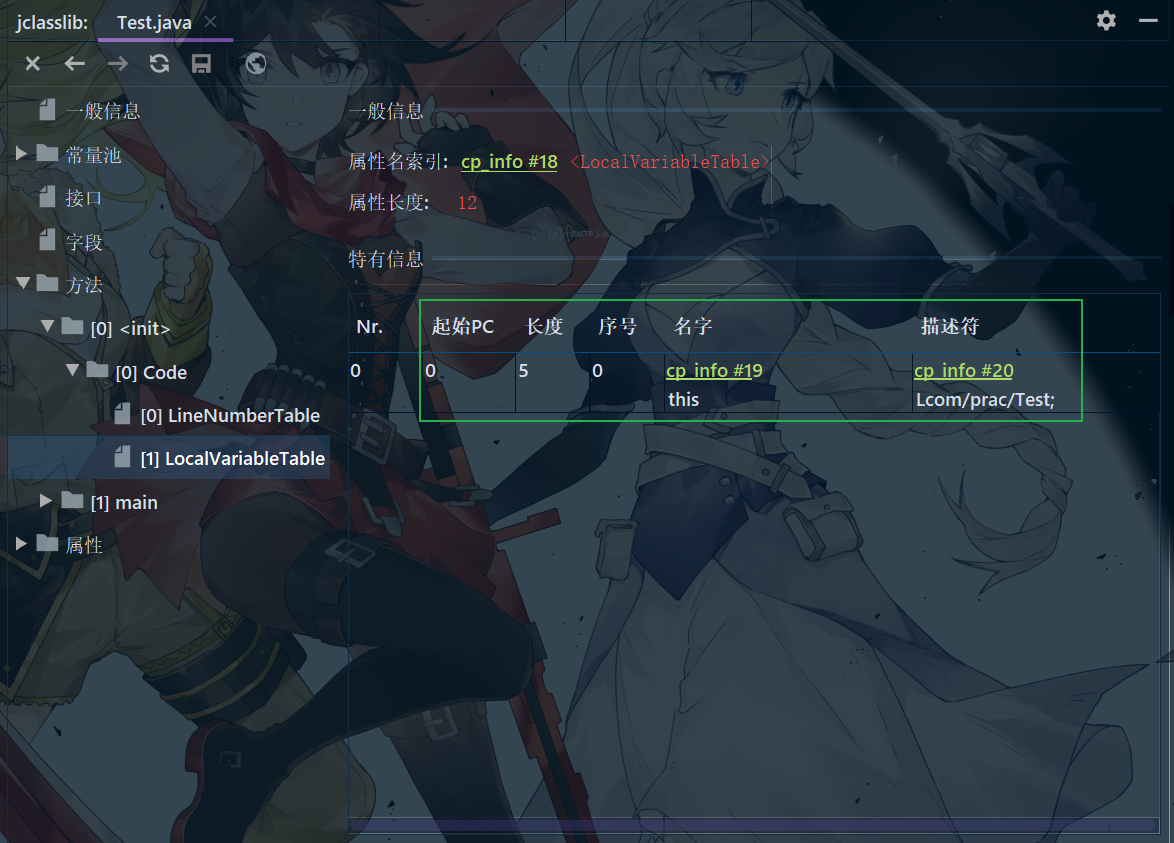 jclasslib: Test.java
一般信息
常量池
接口
字段
方法
[0] <init>
[0] Code
[0] LineNumberTable
[1] LocalVariableTable
[1] main
属性
一般信息
属性名索引: cp_info #18 <LocalVariableTable>
属性长度: 12
特有信息
Nr. 起始PC 长度 序号 名字 描述符
0 0 5 0 cp_info #19 cp_info #20
this Lcom/prac/Test;